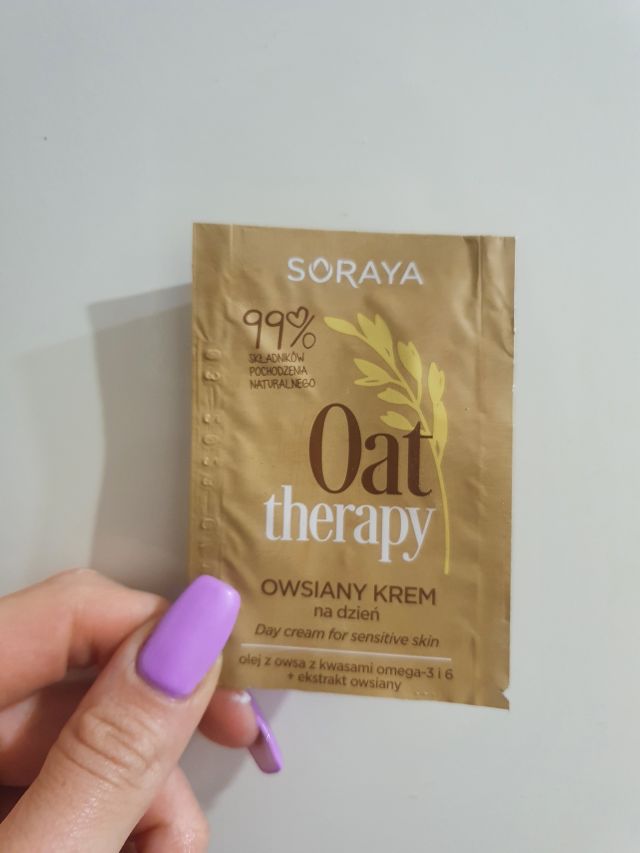 SORAYA
99%
SKŁADNIKÓW
POCHODZENIA
NATURALNEGO
Oat
therapy
OWSIANY KREM
na dzień
Day cream for sensitive skin
olej z owsa z kwasami omega-3 i 6
+ ekstrakt owsiany